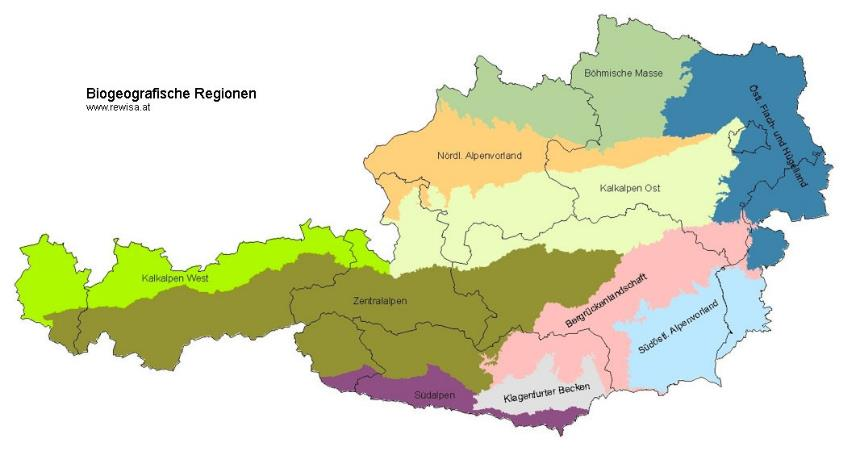 Biogeografische Regionen
www.rewisa.at
Böhmische Masse
Östl. Flach- und Hügelland
Nördl. Alpenvorland
Kalkalpen Ost
Kalkalpen West
Zentralalpen
Bergrückenlandschaft
Südöstl. Alpenvorland
Südalpen
Klagenfurter Becken